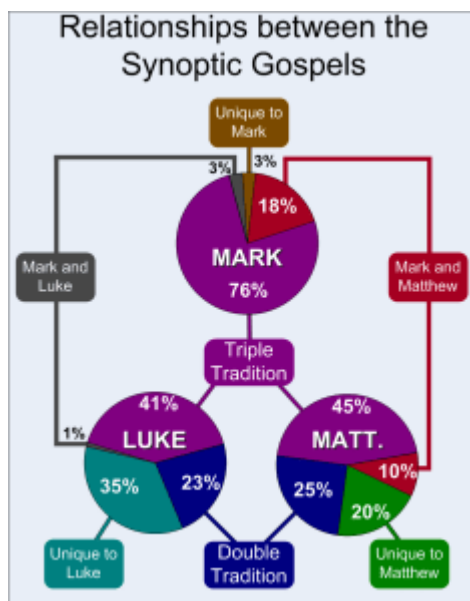 Relationships between the
Synoptic Gospels
Unique to
Mark
3%
3%
18%
MARK
76%
Mark and
Luke
Mark and
Matthew
Triple
Tradition
41%
45%
1%
LUKE
MATT.
35%
23%
25%
10%
20%
Unique to
Luke
Double
Tradition
Unique to
Matthew